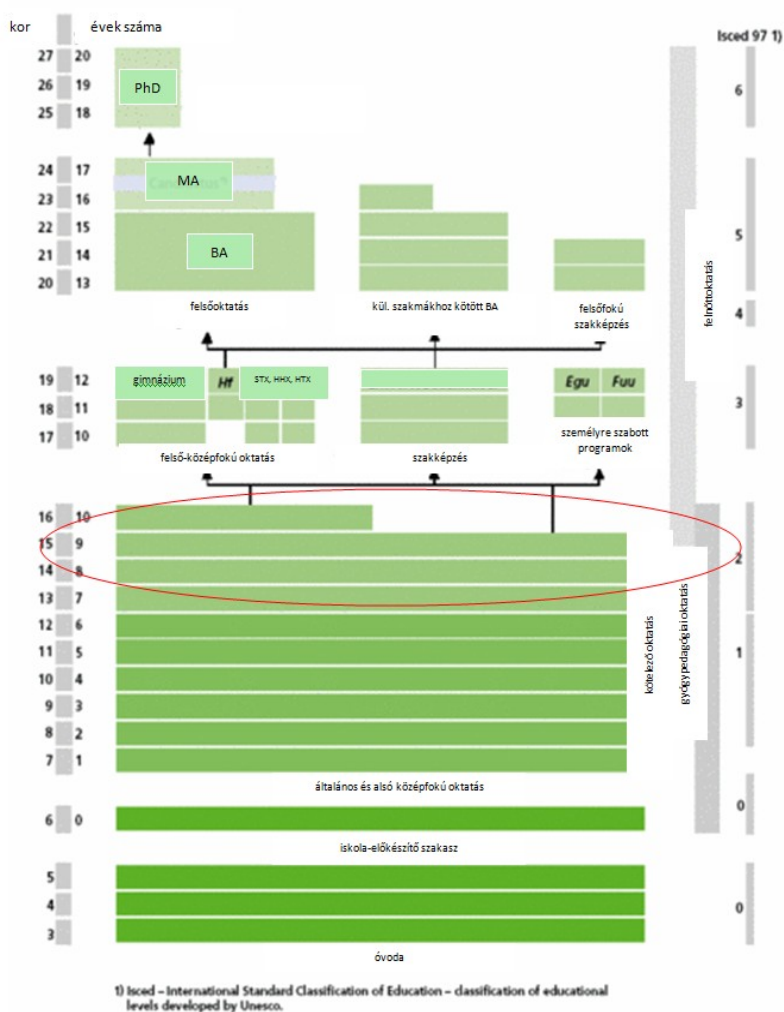 kor évek száma
Isced 97 1)
27 20
26 19
25 18
PhD
6
24 17
23 16
22 15
21 14
20 13
MA
BA
5
4
felsőoktatás
kül. szakmákhoz kötött BA
felsőfokú
szakképzés
felnőttoktatás
19 12
18 11
17 10
gimnázium
Hf
STX, HHX, HTX
Egu Fuu
3
felső-középfokú oktatás
szakképzés
személyre szabott
programok
16 10
15 9
14 8
13 7
12 6
11 5
10 4
9 3
8 2
7 1
2
1
kötelező oktatás
gyógypedagógiai oktatás
általános és alsó középfokú oktatás
6 0
0
iskola-előkészítő szakasz
5
4
3
0
óvoda
1) Isced – International Standard Classification of Education – classification of educational
levels developed by Unesco.